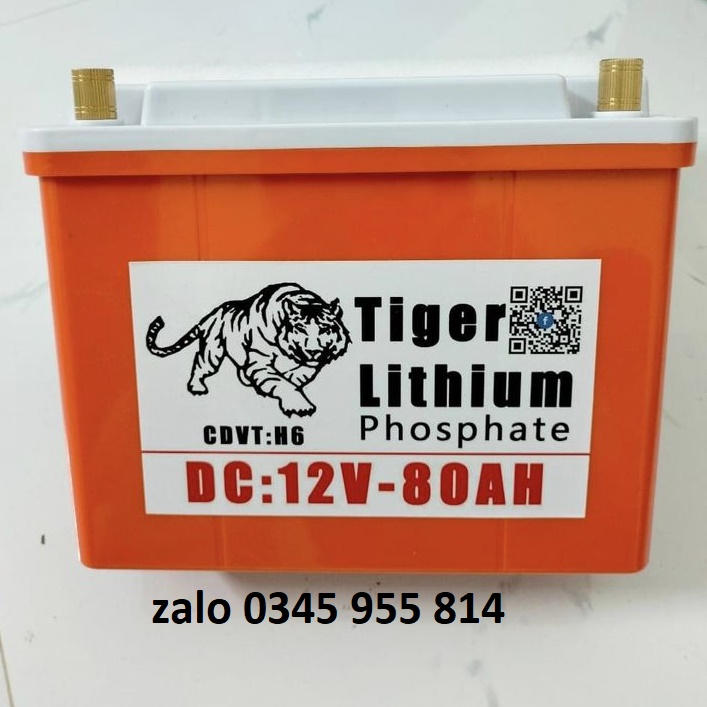 Tiger
Lithium
Phosphate
CDVT:H6
DC:12V-80AH
zalo 0345 955 814